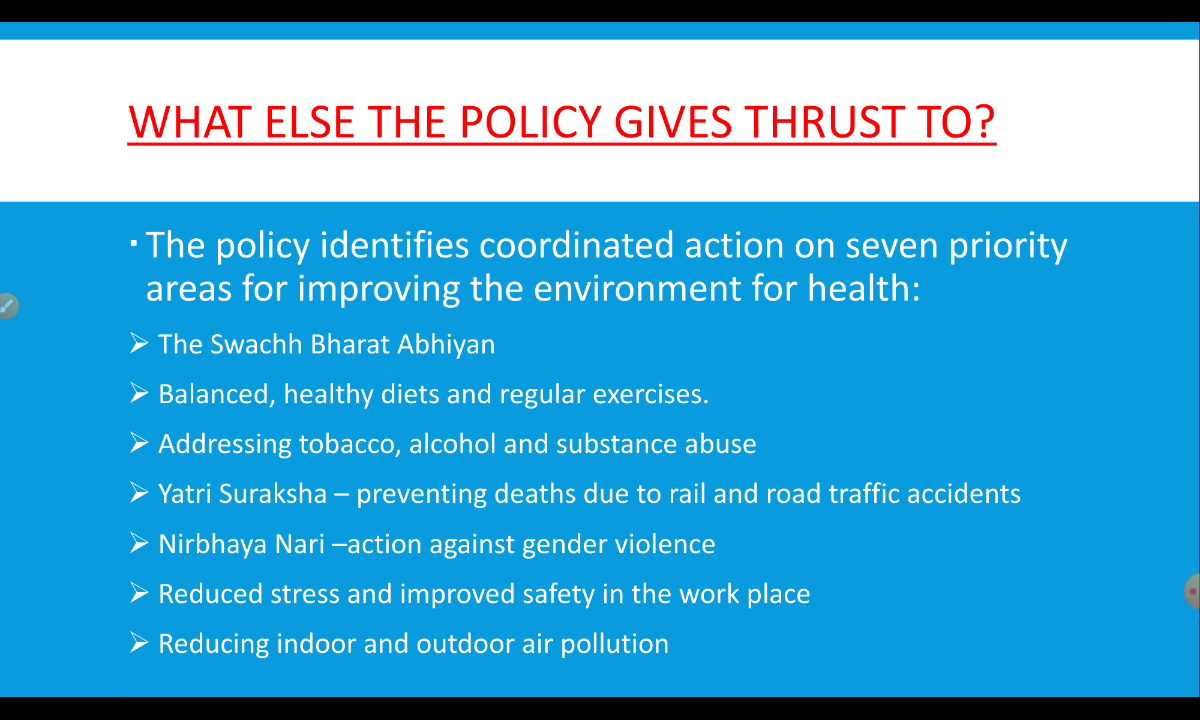 WHAT ELSE THE POLICY GIVES THRUST TO?
▪ The policy identifies coordinated action on seven priority
areas for improving the environment for health:
➢ The Swachh Bharat Abhiyan
➢ Balanced, healthy diets and regular exercises.
➢ Addressing tobacco, alcohol and substance abuse
➢ Yatri Suraksha – preventing deaths due to rail and road traffic accidents
➢ Nirbhaya Nari –action against gender violence
➢ Reduced stress and improved safety in the work place
➢ Reducing indoor and outdoor air pollution